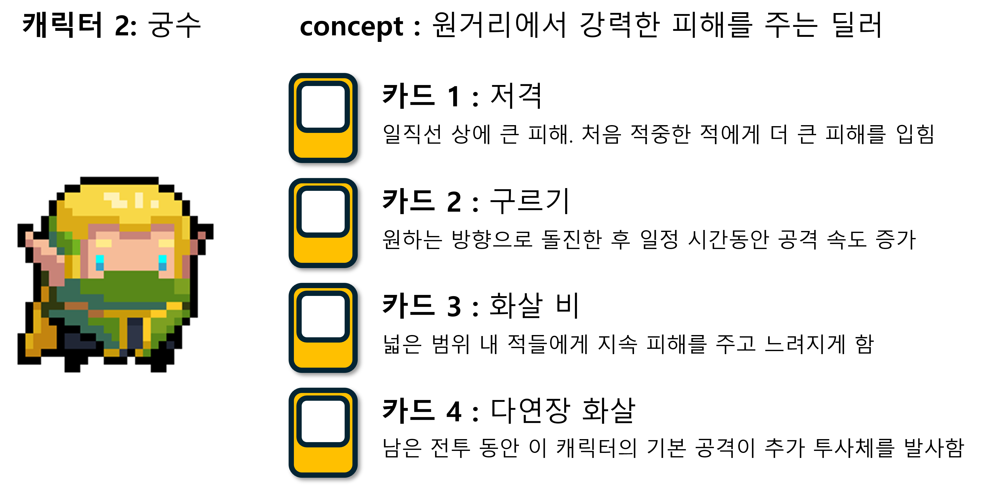 캐릭터 2: 궁수
concept : 원거리에서 강력한 피해를 주는 딜러
카드 1 : 저격
일직선 상에 큰 피해. 처음 적중한 적에게 더 큰 피해를 입힘
카드 2 : 구르기
원하는 방향으로 돌진한 후 일정 시간동안 공격 속도 증가
카드 3 : 화살 비
넓은 범위 내 적들에게 지속 피해를 주고 느려지게 함
카드 4 : 다연장 화살
남은 전투 동안 이 캐릭터의 기본 공격이 추가 투사체를 발사함